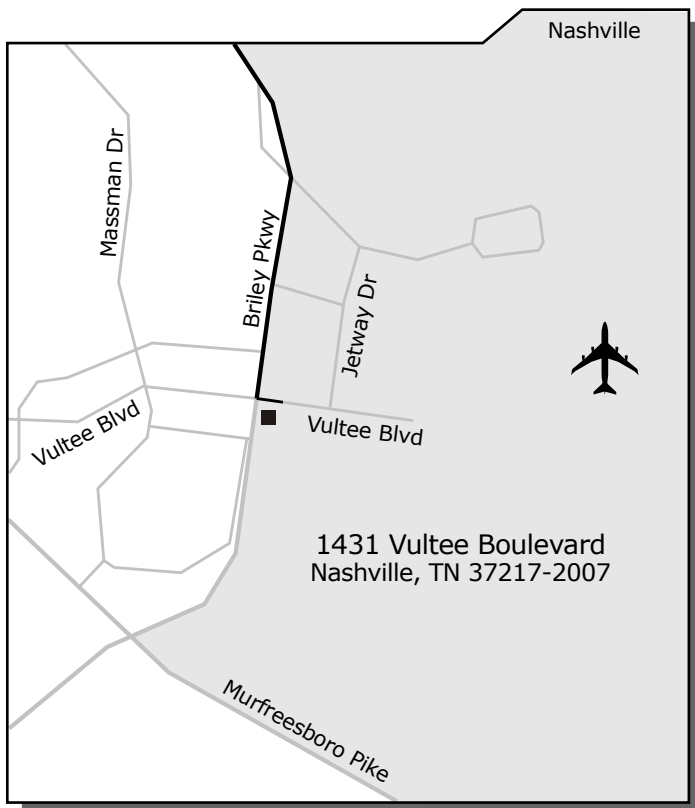 Nashville
Massman Dr
Briley Pkwy
Jetway Dr
Vultee Blvd
Vultee Blvd
1431 Vultee Boulevard
Nashville, TN 37217-2007
Murfreesboro Pike